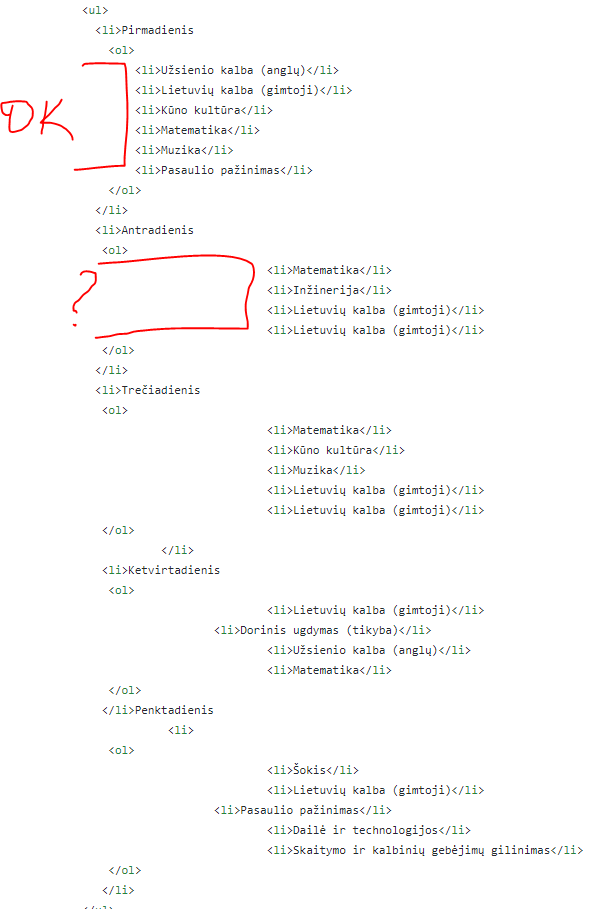 <ul>
<li>Pirmadienis
<ol>
<li>Užsienio kalba (anglų)</li>
<li>Lietuvių kalba (gimtoji)</li>
OK
<li>Kūno kultūra</li>
<li>Matematika</li>
<li>Muzika</li>
<li>Pasaulio pažinimas</li>
</ol>
</li>
<li>Antradienis
<ol>
<li>Matematika</li>
?
<li>Inžinerija</li>
<li>Lietuvių kalba (gimtoji)</li>
<li>Lietuvių kalba (gimtoji)</li>
</ol>
</li>
<li>Trečiadienis
<ol>
<li>Matematika</li>
<li>Kūno kultūra</li>
<li>Muzika</li>
<li>Lietuvių kalba (gimtoji)</li>
<li>Lietuvių kalba (gimtoji)</li>
</ol>
</li>
<li>Ketvirtadienis
<ol>
<li>Lietuvių kalba (gimtoji)</li>
<li>Dorinis ugdymas (tikyba)</li>
<li>Užsienio kalba (anglų)</li>
<li>Matematika</li>
</ol>
</li>Penktadienis
<li>
<ol>
<li>Šokis</li>
<li>Lietuvių kalba (gimtoji)</li>
<li>Pasaulio pažinimas</li>
<li>Dailė ir technologijos</li>
<li>Skaitymo ir kalbinių gebėjimų gilinimas</li>
</ol>
</li>
</ul>